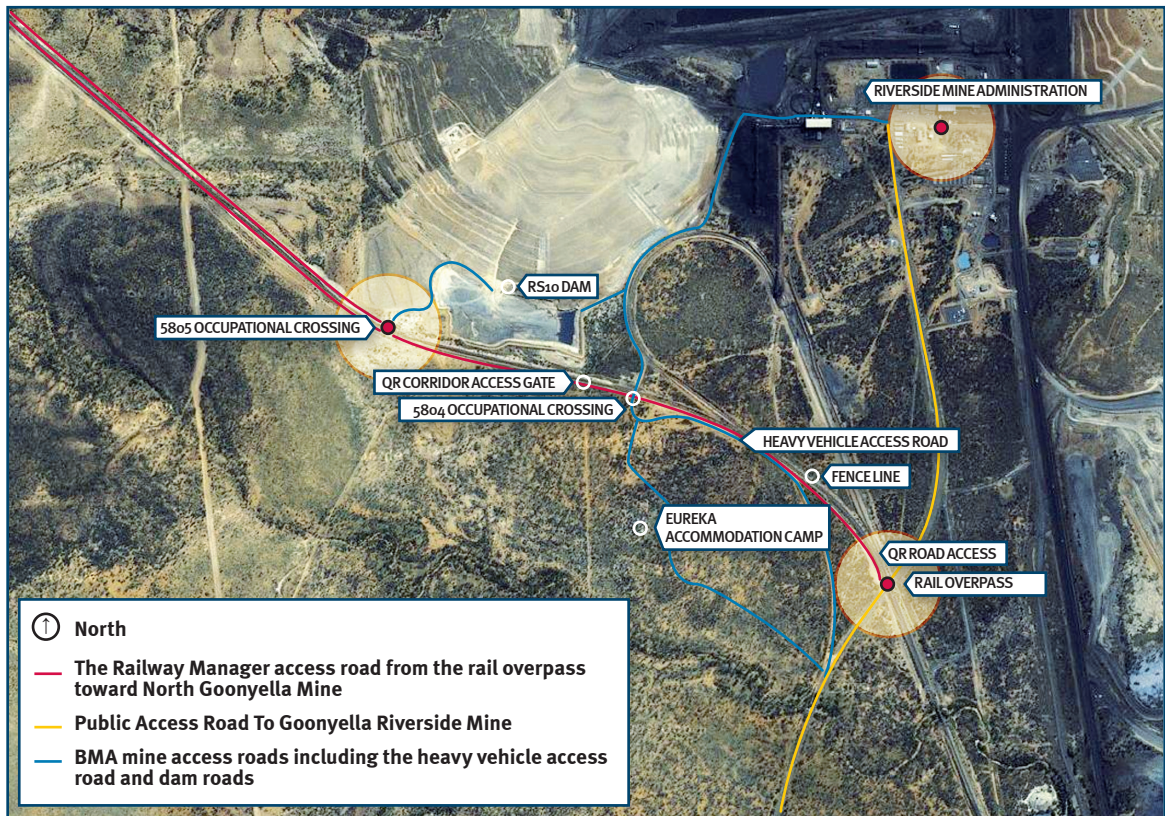 RIVERSIDE MINE ADMINISTRATION
RS10 DAM
5805 OCCUPATIONAL CROSSING
QR CORRIDOR ACCESS GATE
5804 OCCUPATIONAL CROSSING
HEAVY VEHICLE ACCESS ROAD
FENCE LINE
EUREKA
ACCOMMODATION CAMP
QR ROAD ACCESS
RAIL OVERPASS
North
The Railway Manager access road from the rail overpass
toward North Goonyella Mine
Public Access Road To Goonyella Riverside Mine
BMA mine access roads including the heavy vehicle access
road and dam roads